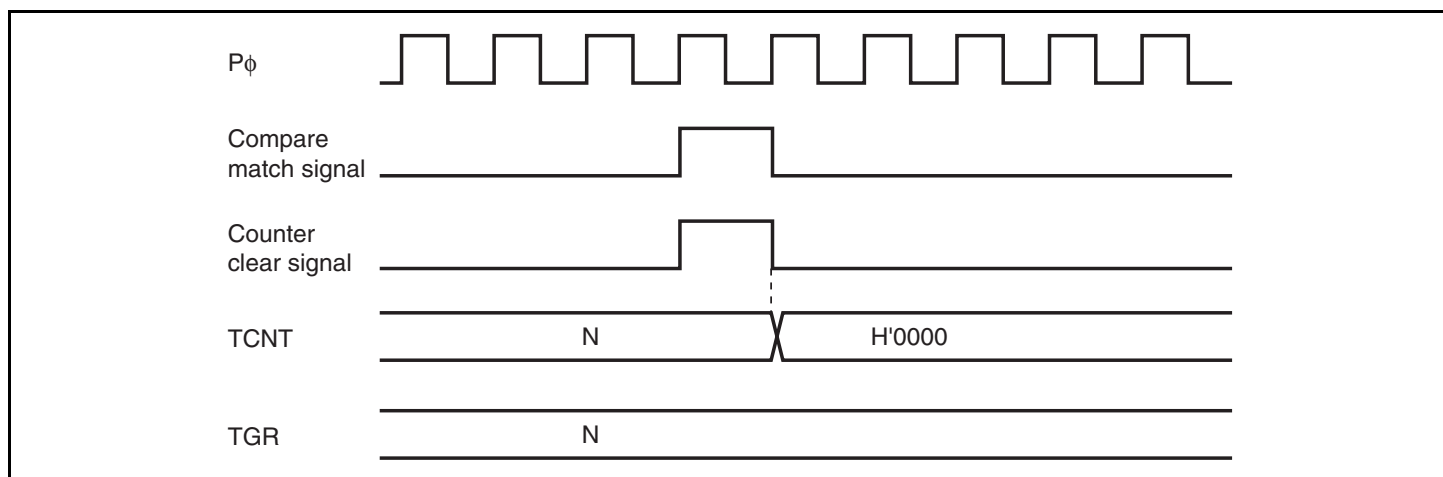 Pϕ
Compare
match signal
Counter
clear signal
TCNT
N
H'0000
TGR
N